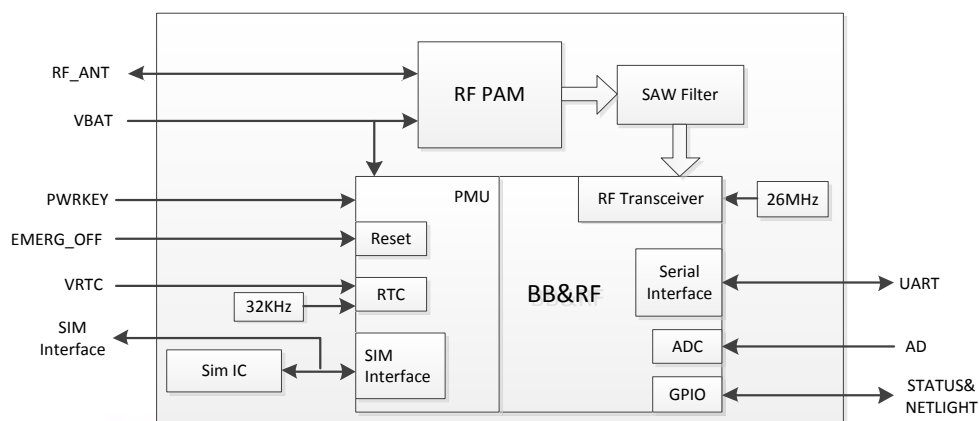 RF_ANT
RF PAM
SAW Filter
VBAT
PWRKEY
PMU
RF Transceiver
26MHz
EMERG_OFF
Reset
VRTC
RTC
32KHz
BB&RF
Serial
Interface
UART
SIM
Interface
Sim IC
SIM
Interface
ADC
AD
GPIO
STATUS&
NETLIGHT